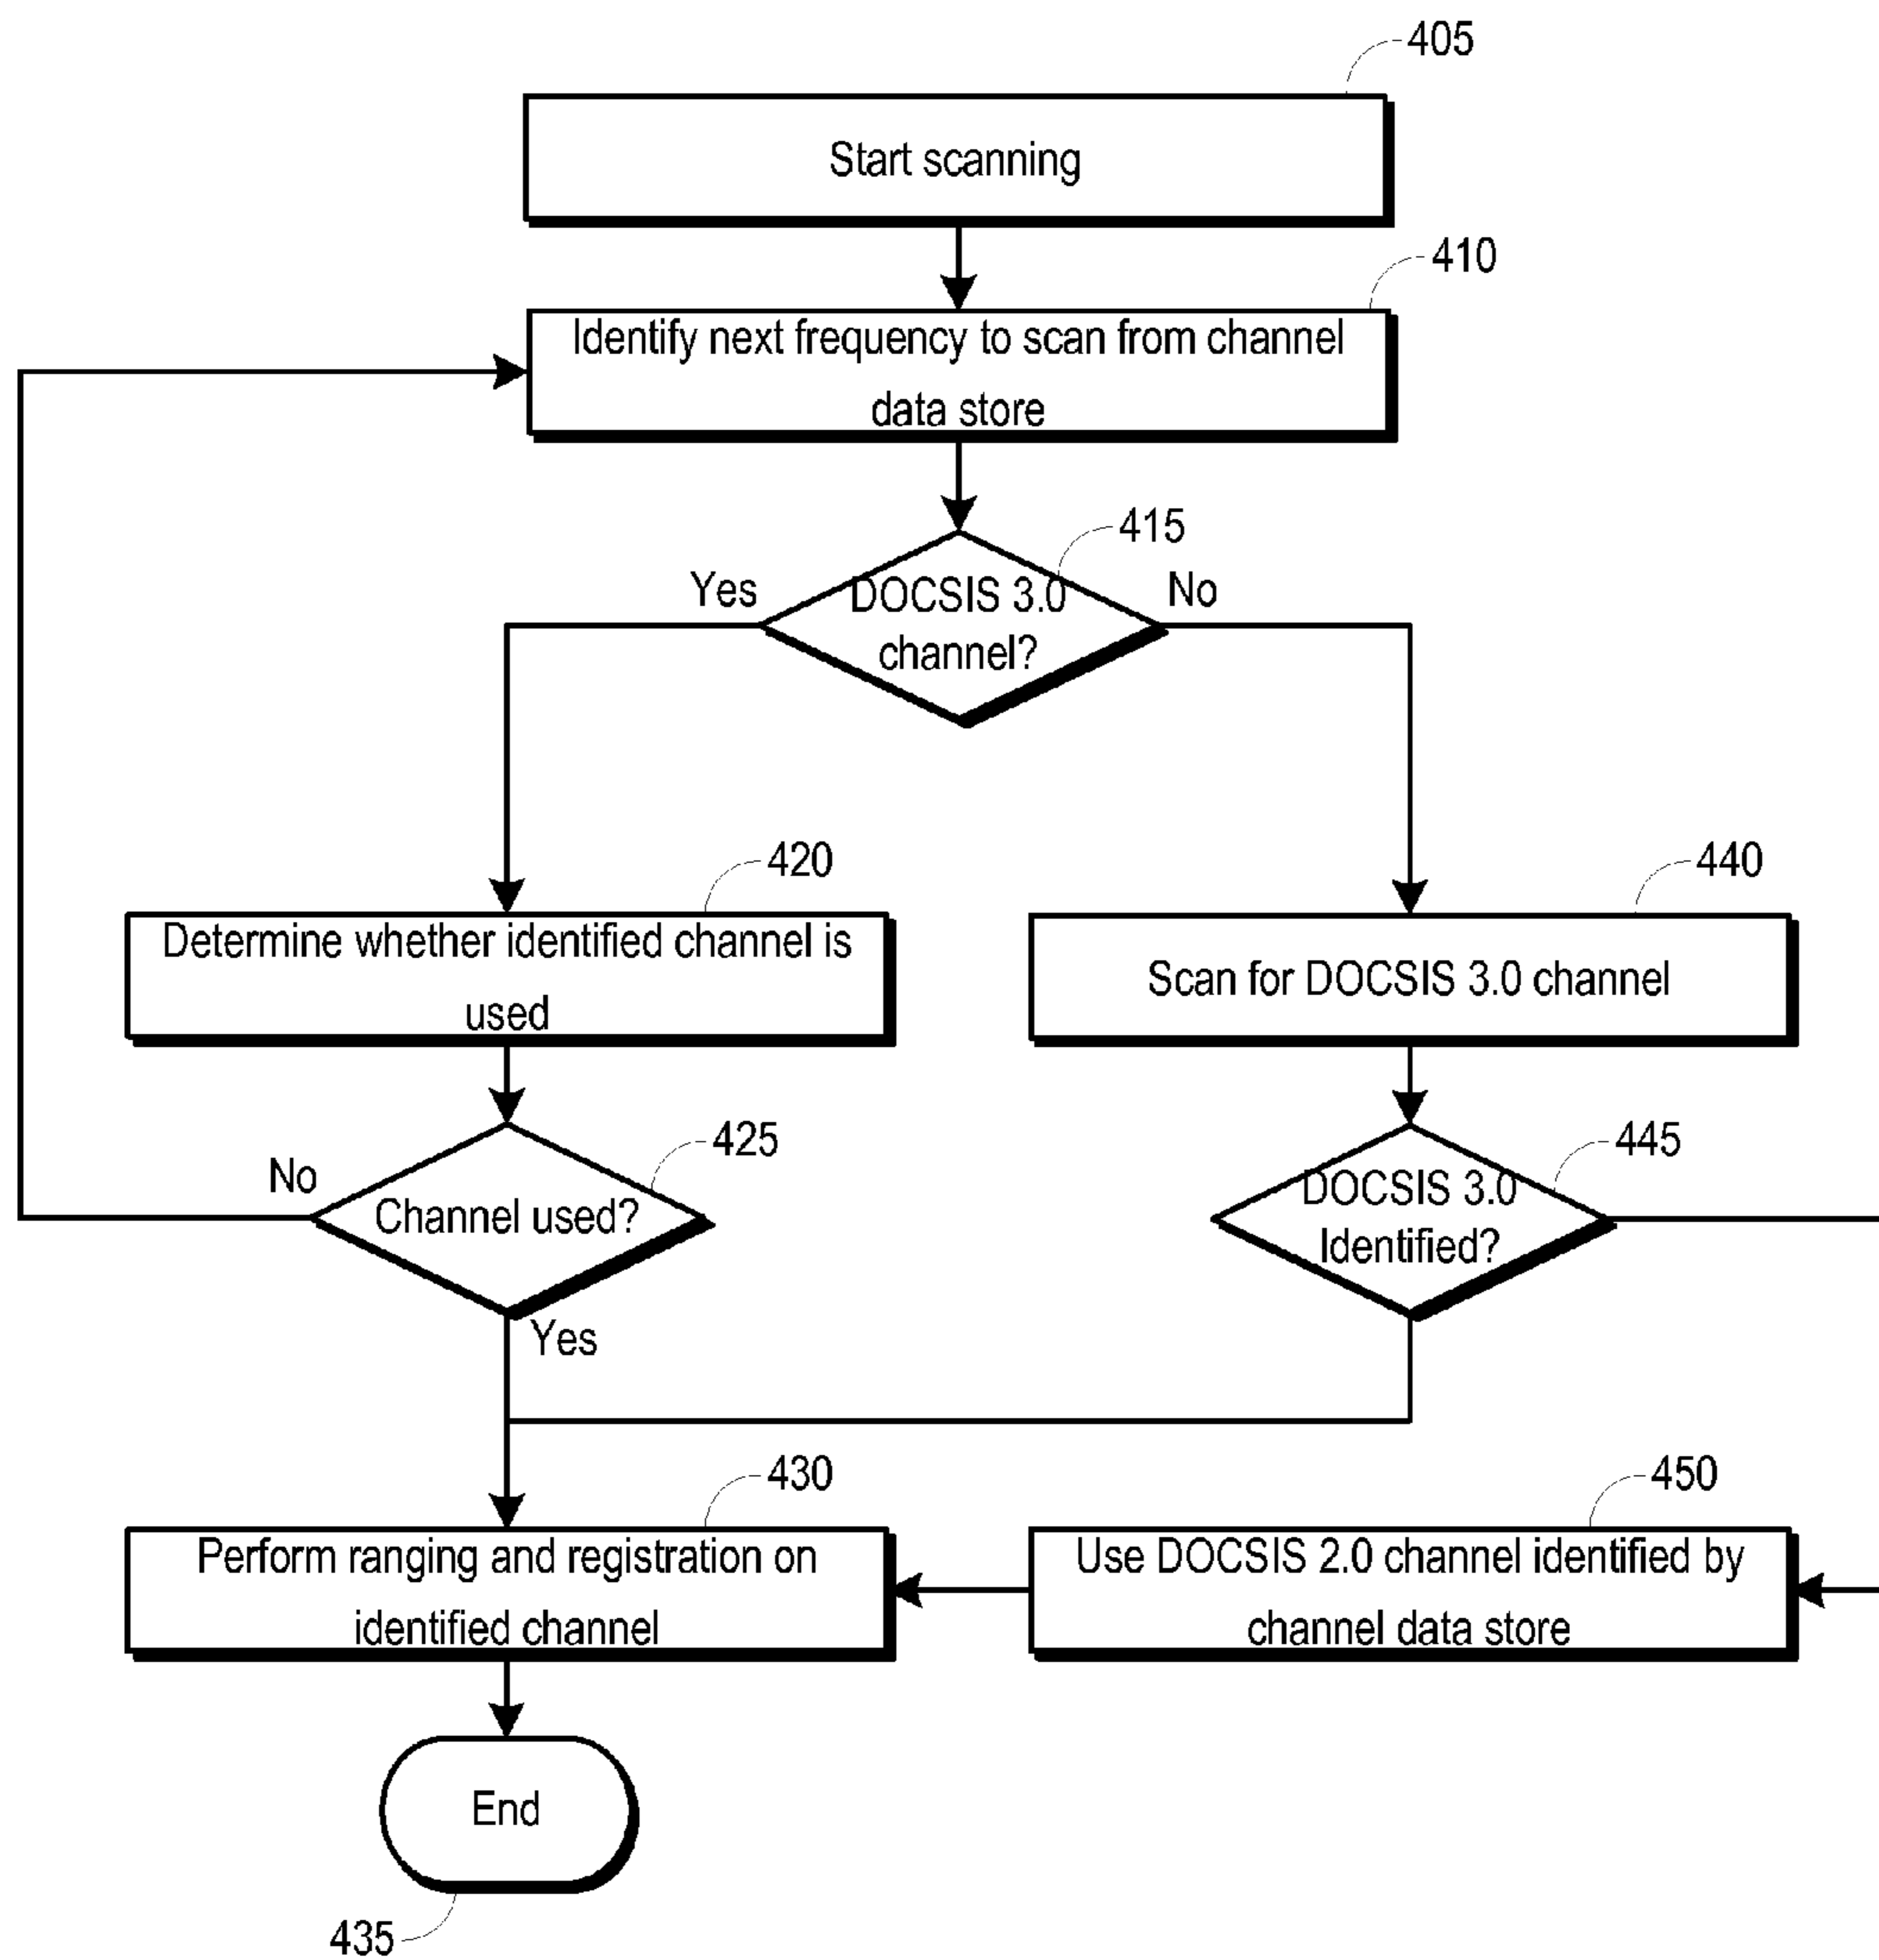 405
Start scanning
410
Identify next frequency to scan from channel
data store
415
Yes
DOCSIS 3.0
channel?
No
420
440
Determine whether identified channel is
used
Scan for DOCSIS 3.0 channel
425
445
No
Channel used?
DOCSIS 3.0
Identified?
Yes
430
450
Perform ranging and registration on
identified channel
Use DOCSIS 2.0 channel identified by
channel data store
End
435